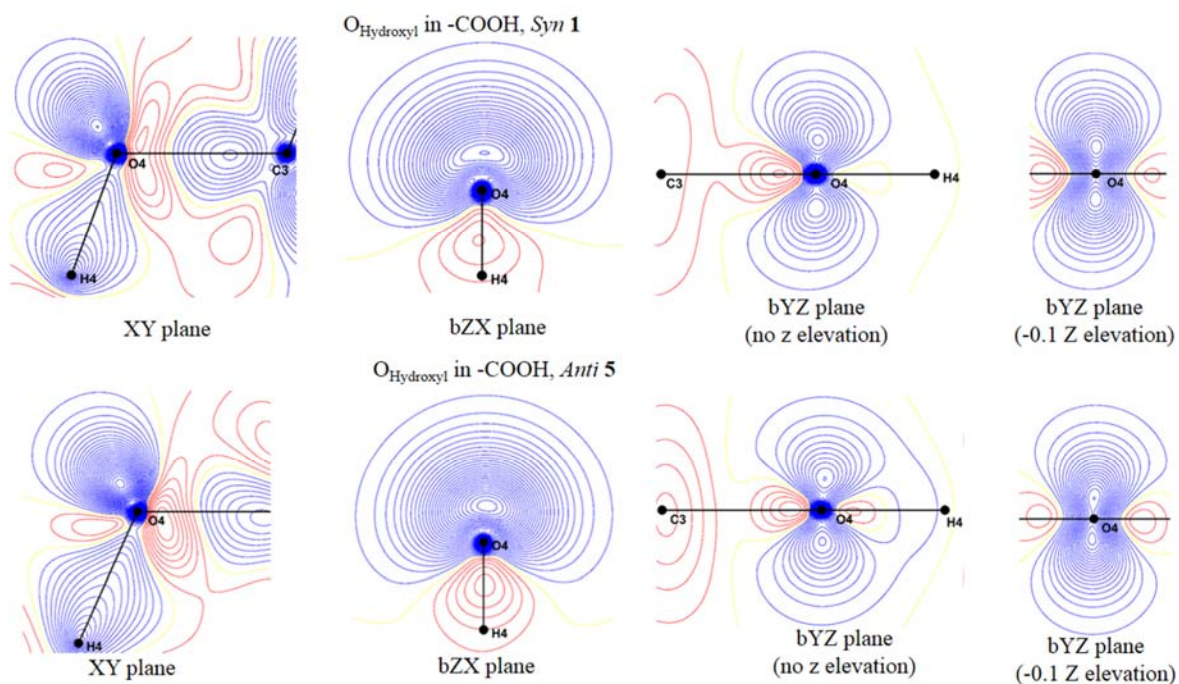 O_Hydroxyl in -COOH, Syn 1
O4
C3
H4
O4
H4
C3
O4
H4
O4
XY plane
bZX plane
bYZ plane
(no z elevation)
bYZ plane
(-0.1 Z elevation)
O_Hydroxyl in -COOH, Anti 5
O4
H4
O4
H4
C3
O4
H4
O4
XY plane
bZX plane
bYZ plane
(no z elevation)
bYZ plane
(-0.1 Z elevation)